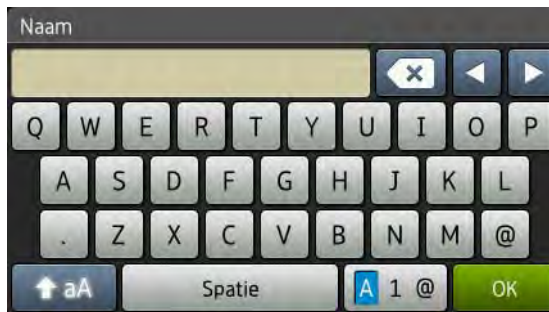 Naam
Q W E R T Y U I O P
A S D F G H J K L
. Z X C V B N M @
aA Spatie A 1 @ OK